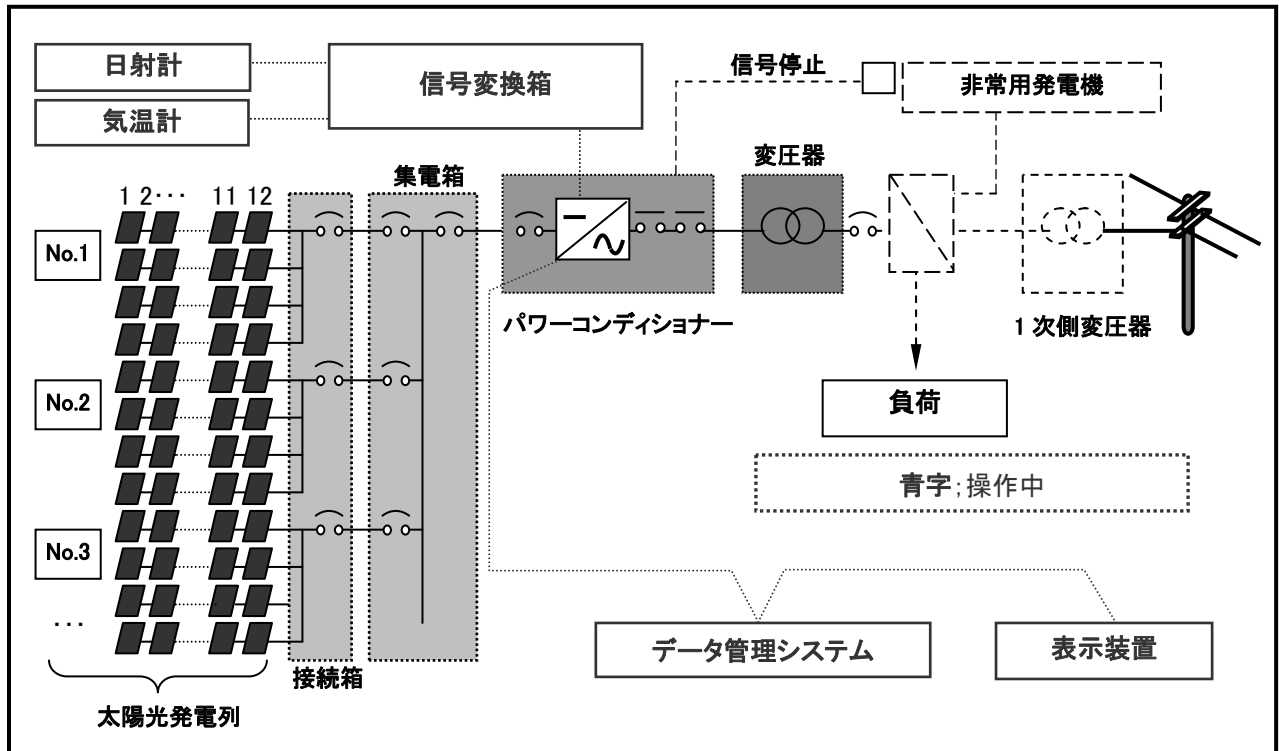 日射計
信号変換箱
気温計
信号停止
非常用発電機
変圧器
集電箱
1 2･･･ 11 12
No.1
パワーコンディショナー
1次側変圧器
No.2
負荷
青字;操作中
No.3
･･･
データ管理システム
表示装置
接続箱
太陽光発電列